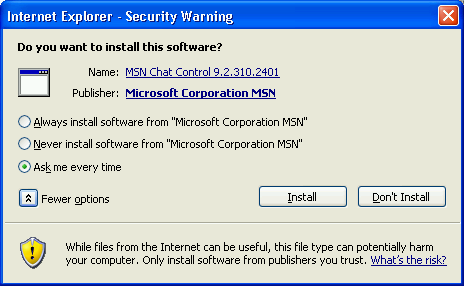 Internet Explorer - Security Warning
Do you want to install this software?
Name: MSN Chat Control 9.2.310.2401
Publisher: Microsoft Corporation MSN
Always install software from "Microsoft Corporation MSN"
Never install software from "Microsoft Corporation MSN"
Ask me every time
Fewer options
Install
Don't Install
While files from the Internet can be useful, this file type can potentially harm
your computer. Only install software from publishers you trust. What's the risk?